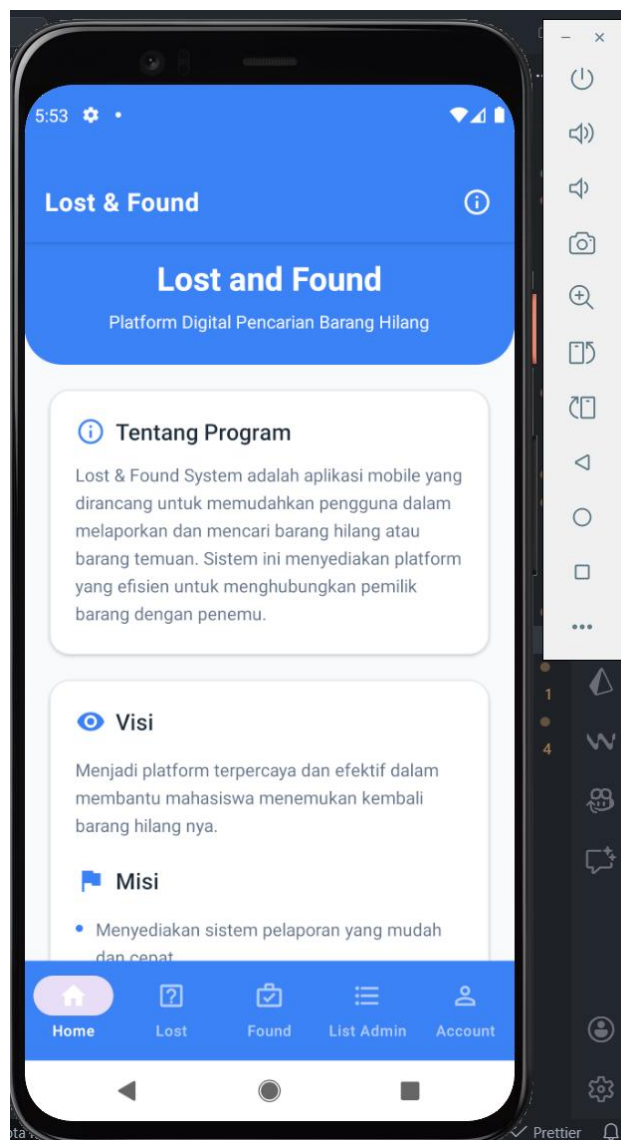 5:53
Lost & Found
Lost and Found
Platform Digital Pencarian Barang Hilang
Tentang Program
Lost & Found System adalah aplikasi mobile yang
dirancang untuk memudahkan pengguna dalam
melaporkan dan mencari barang hilang atau
barang temuan. Sistem ini menyediakan platform
yang efisien untuk menghubungkan pemilik
barang dengan penemu.
Visi
Menjadi platform terpercaya dan efektif dalam
membantu mahasiswa menemukan kembali
barang hilang nya.
Misi
• Menyediakan sistem pelaporan yang mudah
dan cepat
Home
Lost
Found
List Admin
Account
1
4
Prettier